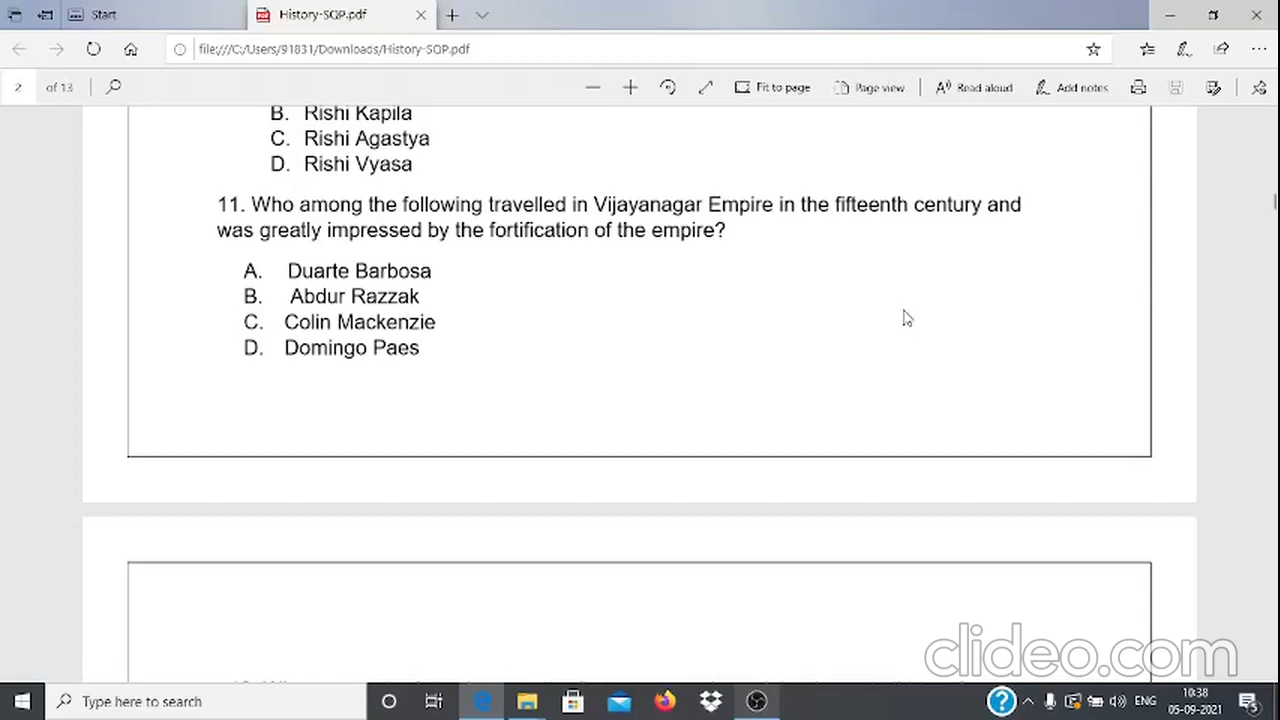 Start
History-SQP.pdf
file:///C:/Users/91831/Downloads/History-SQP.pdf
2 of 13
Fit to page
Page view
Read aloud
Add notes
B. Rishi Kapila
C. Rishi Agastya
D. Rishi Vyasa
11. Who among the following travelled in Vijayanagar Empire in the fifteenth century and
was greatly impressed by the fortification of the empire?
A. Duarte Barbosa
B. Abdur Razzak
C. Colin Mackenzie
D. Domingo Paes
clideo.com
Type here to search
ENG
10:38
05-09-2021